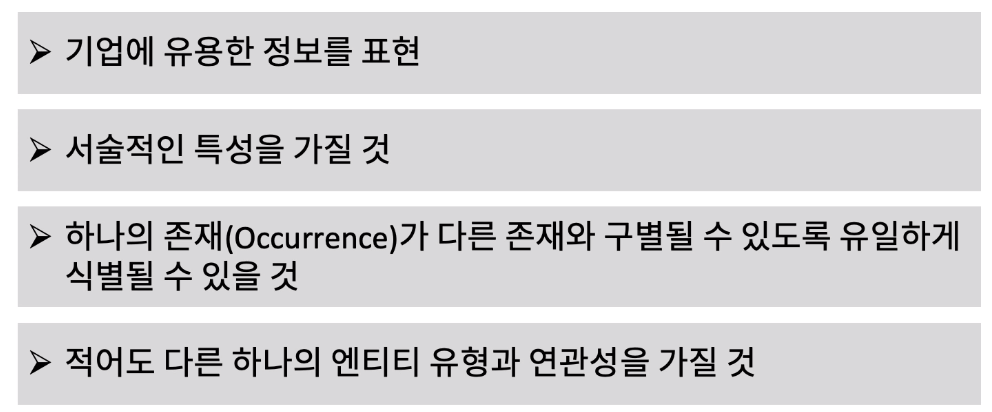 ➢ 기업에 유용한 정보를 표현
➢ 서술적인 특성을 가질 것
➢ 하나의 존재(Occurrence)가 다른 존재와 구별될 수 있도록 유일하게
식별될 수 있을 것
➢ 적어도 다른 하나의 엔티티 유형과 연관성을 가질 것